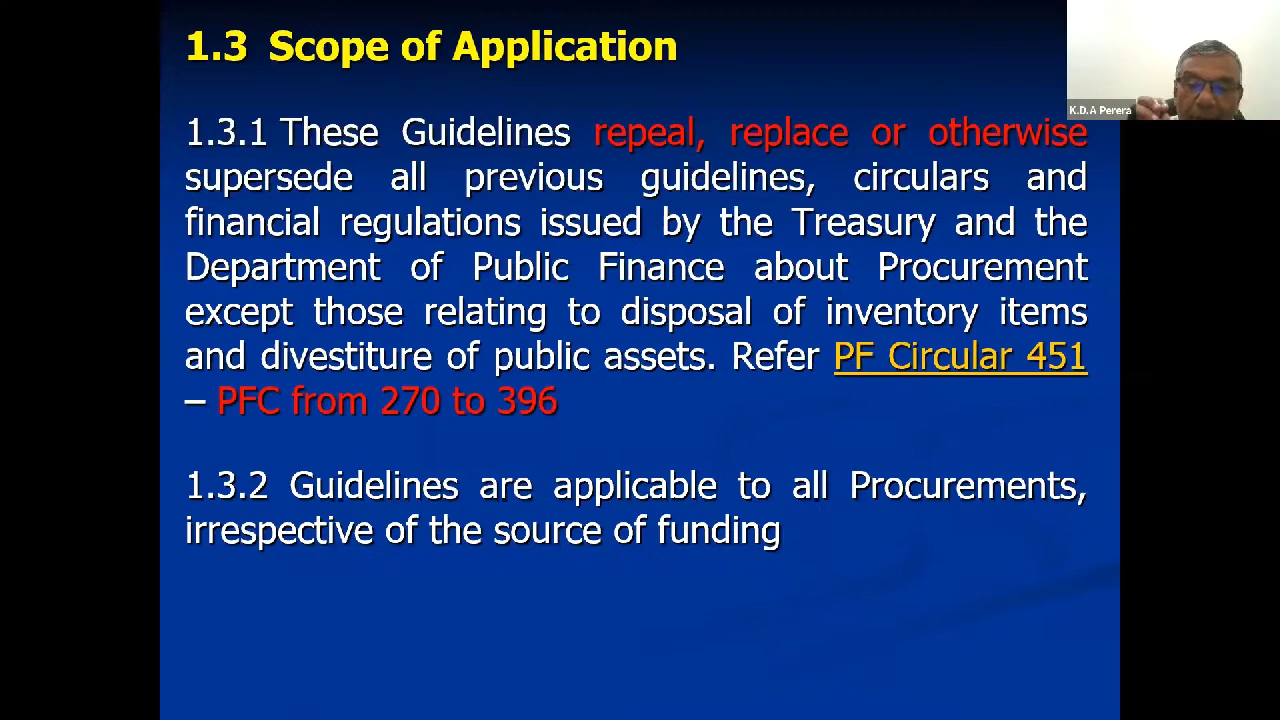 1.3 Scope of Application
K.D.A Perera
1.3.1 These Guidelines repeal, replace or otherwise
supersede all previous guidelines, circulars and
financial regulations issued by the Treasury and the
Department of Public Finance about Procurement
except those relating to disposal of inventory items
and divestiture of public assets. Refer PF Circular 451
– PFC from 270 to 396
1.3.2 Guidelines are applicable to all Procurements,
irrespective of the source of funding